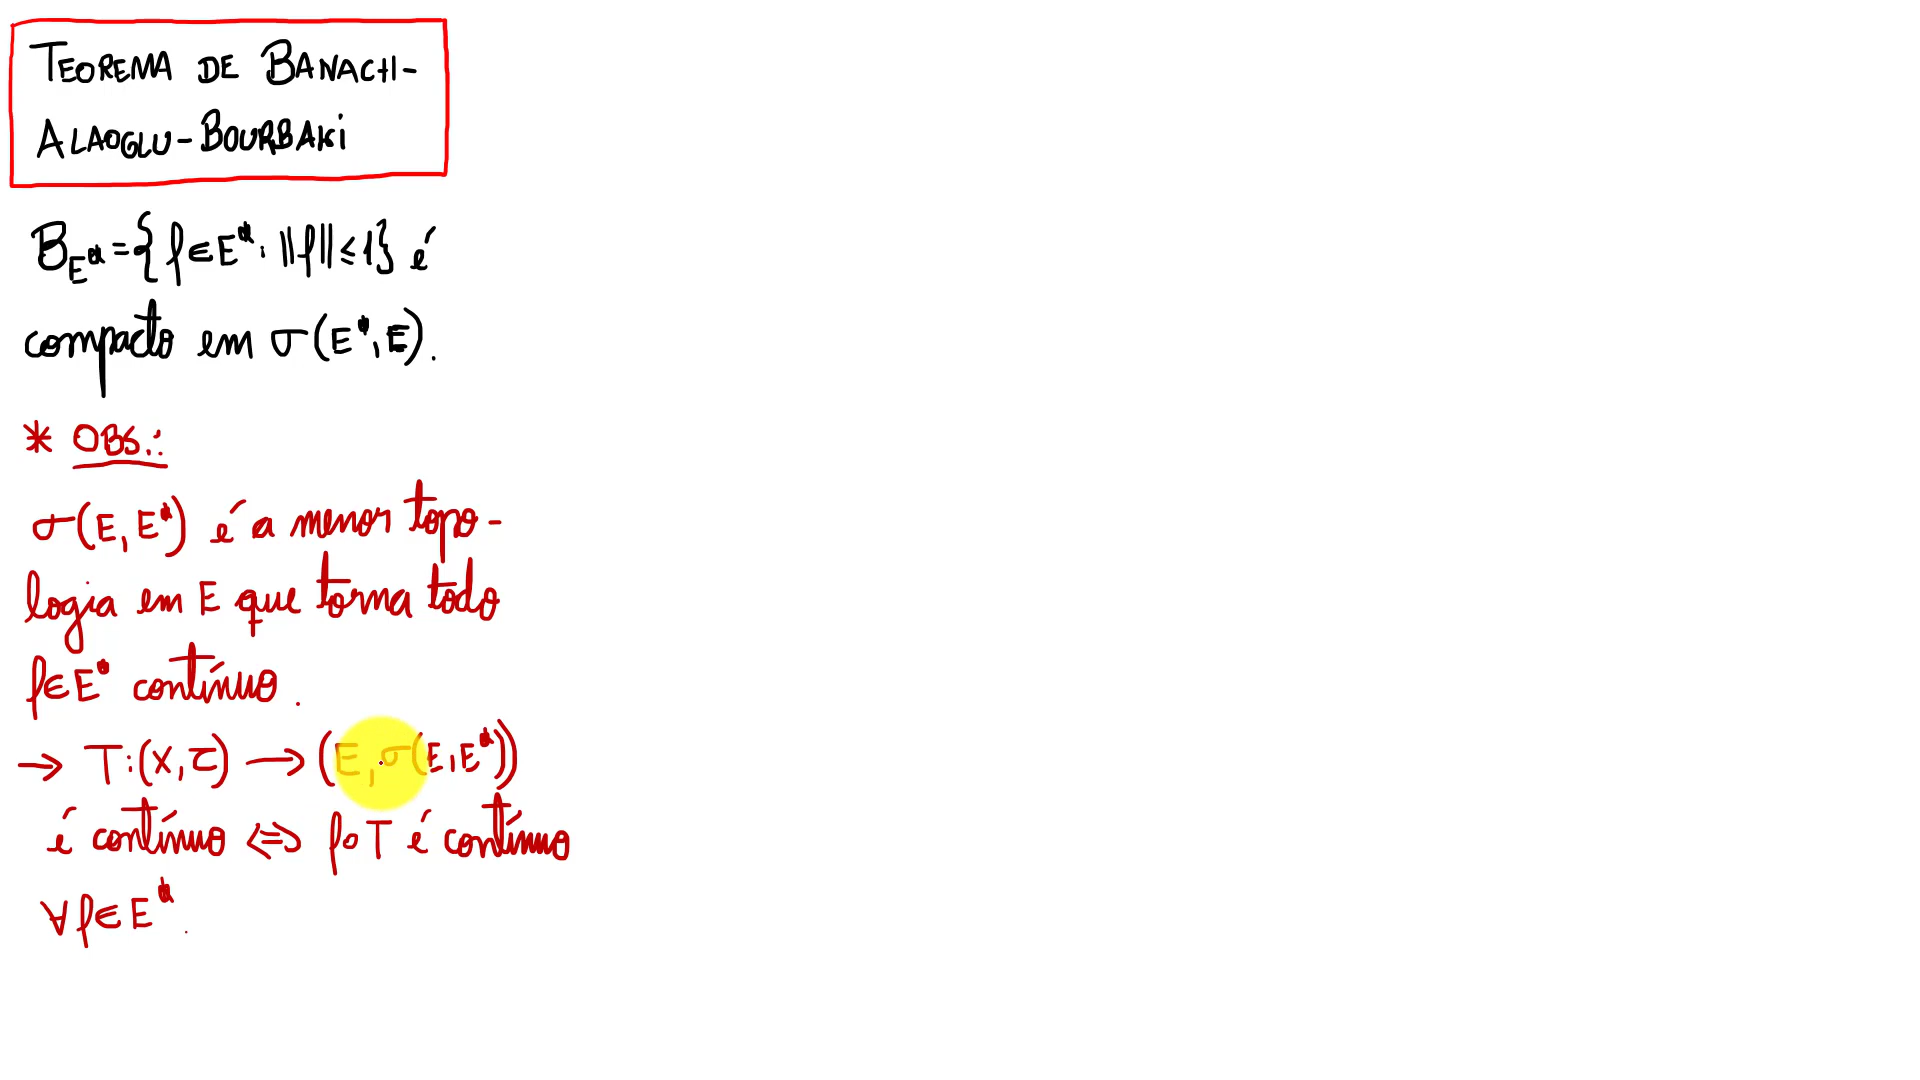 TEOREMA DE BANACH-
ALAOGLU-BOURBAKI
B_{E*} = {f ∈ E*: ||f|| ≤ 1} é
compacto em σ(E*, E).
* OBS.:
σ(E, E*) é a menor topo-
logia em E que torna todo
f ∈ E* contínuo.
→ T: (X, τ) → (E, σ(E, E*))
é contínuo ⇔ f∘T é contínuo
∀ f ∈ E*.